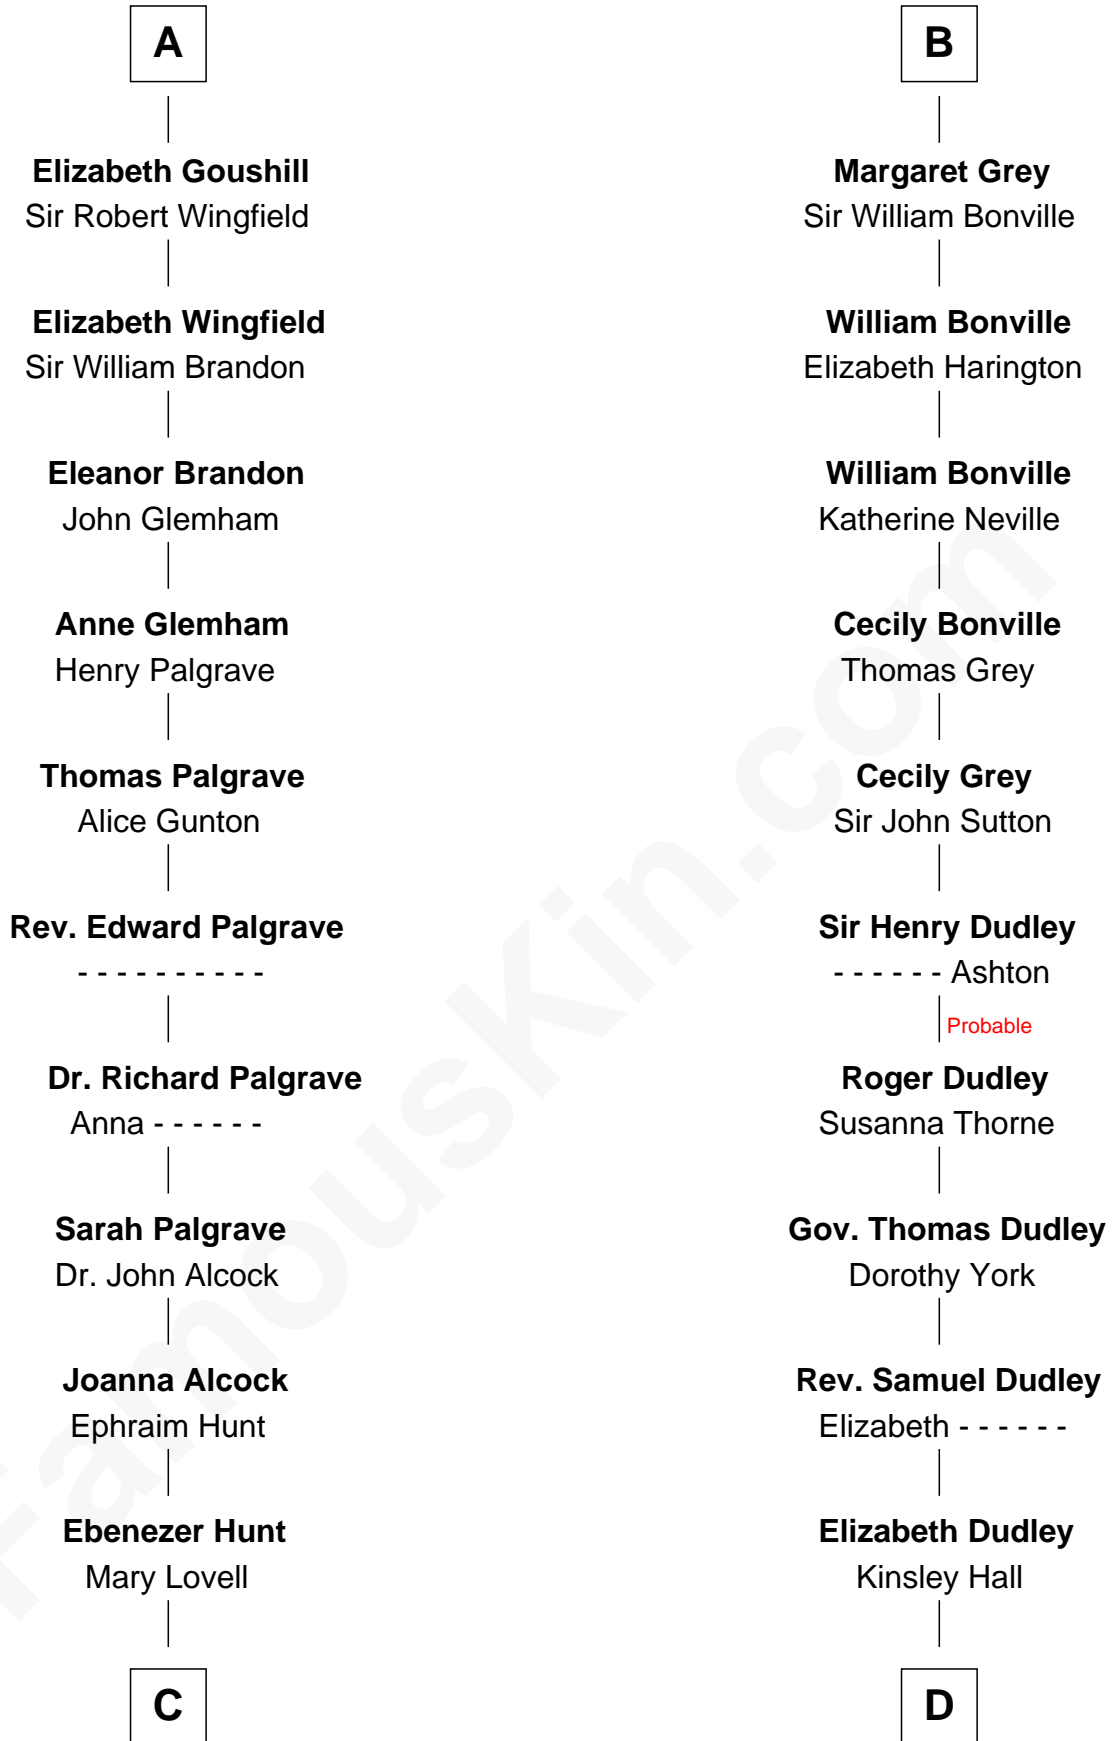 A
Elizabeth Goushill
Sir Robert Wingfield
Elizabeth Wingfield
Sir William Brandon
Eleanor Brandon
John Glemham
Anne Glemham
Henry Palgrave
Thomas Palgrave
Alice Gunton
Rev. Edward Palgrave
- - - - - - - - - -
Dr. Richard Palgrave
Anna - - - - - -
Sarah Palgrave
Dr. John Alcock
Joanna Alcock
Ephraim Hunt
Ebenezer Hunt
Mary Lovell
C
B
Margaret Grey
Sir William Bonville
William Bonville
Elizabeth Harington
William Bonville
Katherine Neville
Cecily Bonville
Thomas Grey
Cecily Grey
Sir John Sutton
Sir Henry Dudley
- - - - - - Ashton
Probable
Roger Dudley
Susanna Thorne
Gov. Thomas Dudley
Dorothy York
Rev. Samuel Dudley
Elizabeth - - - - - -
Elizabeth Dudley
Kinsley Hall
D
FamousKin.com